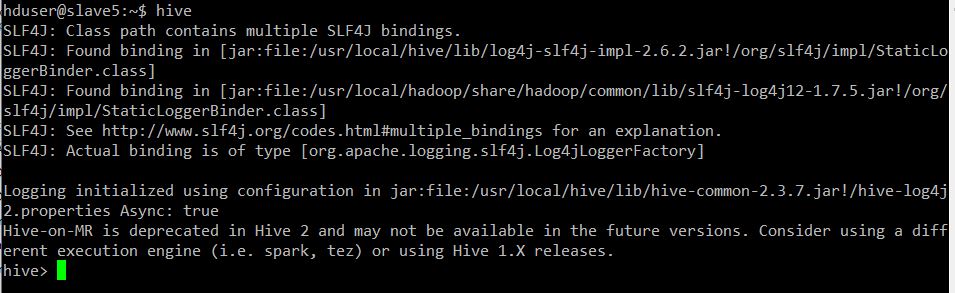 hduser@slave5:~$ hive
SLF4J: Class path contains multiple SLF4J bindings.
SLF4J: Found binding in [jar:file:/usr/local/hive/lib/log4j-slf4j-impl-2.6.2.jar!/org/slf4j/impl/StaticLo
ggerBinder.class]
SLF4J: Found binding in [jar:file:/usr/local/hadoop/share/hadoop/common/lib/slf4j-log4j12-1.7.5.jar!/org/
slf4j/impl/StaticLoggerBinder.class]
SLF4J: See http://www.slf4j.org/codes.html#multiple_bindings for an explanation.
SLF4J: Actual binding is of type [org.apache.logging.slf4j.Log4jLoggerFactory]
Logging initialized using configuration in jar:file:/usr/local/hive/lib/hive-common-2.3.7.jar!/hive-log4j
2.properties Async: true
Hive-on-MR is deprecated in Hive 2 and may not be available in the future versions. Consider using a diff
erent execution engine (i.e. spark, tez) or using Hive 1.X releases.
hive>